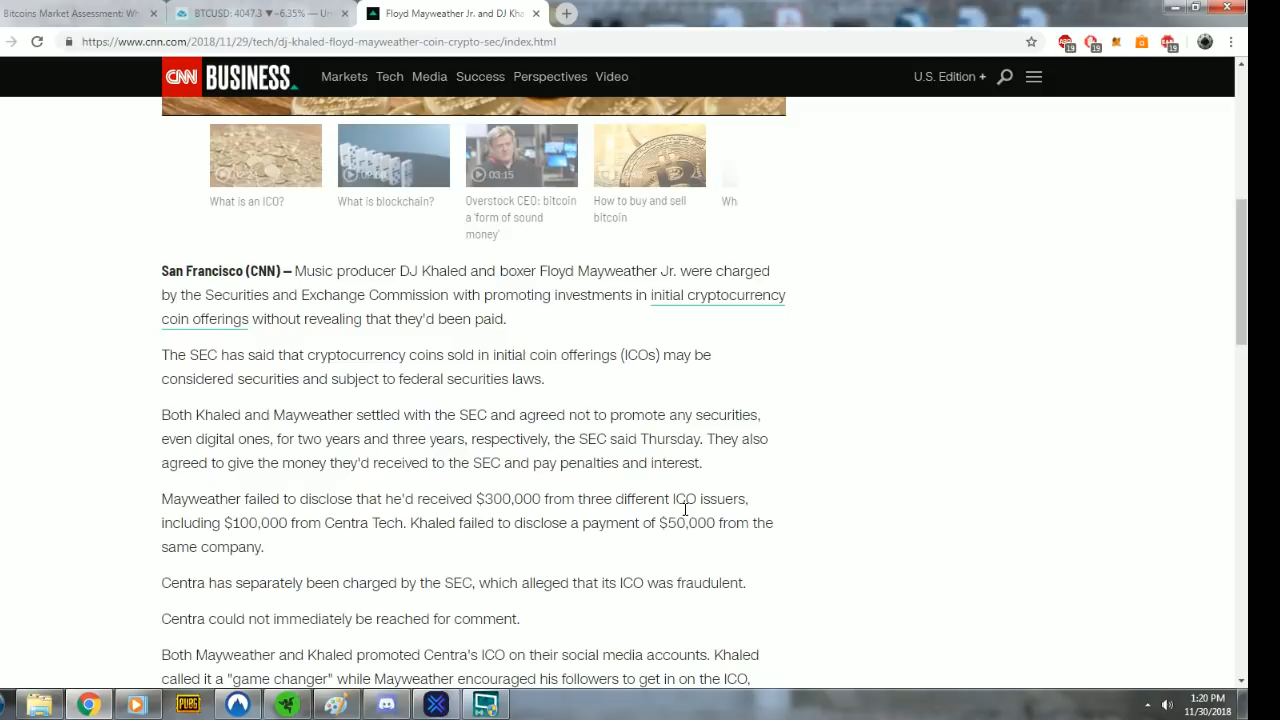 Bitcoins Market Assessment: Wh
BTCUSD: 4047.3 ▼−6.35% — Un
Floyd Mayweather Jr. and DJ Kha
https://www.cnn.com/2018/11/29/tech/dj-khaled-floyd-mayweather-coin-crypto-sec/index.html
19 19 19
CNN BUSINESS Markets Tech Media Success Perspectives Video U.S. Edition +
03:15
What is an ICO? What is blockchain? Overstock CEO: bitcoin How to buy and sell Wh
a 'form of sound bitcoin
money'
San Francisco (CNN) — Music producer DJ Khaled and boxer Floyd Mayweather Jr. were charged
by the Securities and Exchange Commission with promoting investments in initial cryptocurrency
coin offerings without revealing that they'd been paid.
The SEC has said that cryptocurrency coins sold in initial coin offerings (ICOs) may be
considered securities and subject to federal securities laws.
Both Khaled and Mayweather settled with the SEC and agreed not to promote any securities,
even digital ones, for two years and three years, respectively, the SEC said Thursday. They also
agreed to give the money they'd received to the SEC and pay penalties and interest.
Mayweather failed to disclose that he'd received $300,000 from three different ICO issuers,
including $100,000 from Centra Tech. Khaled failed to disclose a payment of $50,000 from the
same company.
Centra has separately been charged by the SEC, which alleged that its ICO was fraudulent.
Centra could not immediately be reached for comment.
Both Mayweather and Khaled promoted Centra's ICO on their social media accounts. Khaled
called it a "game changer" while Mayweather encouraged his followers to get in on the ICO,
PUBG
1:20 PM
11/30/2018